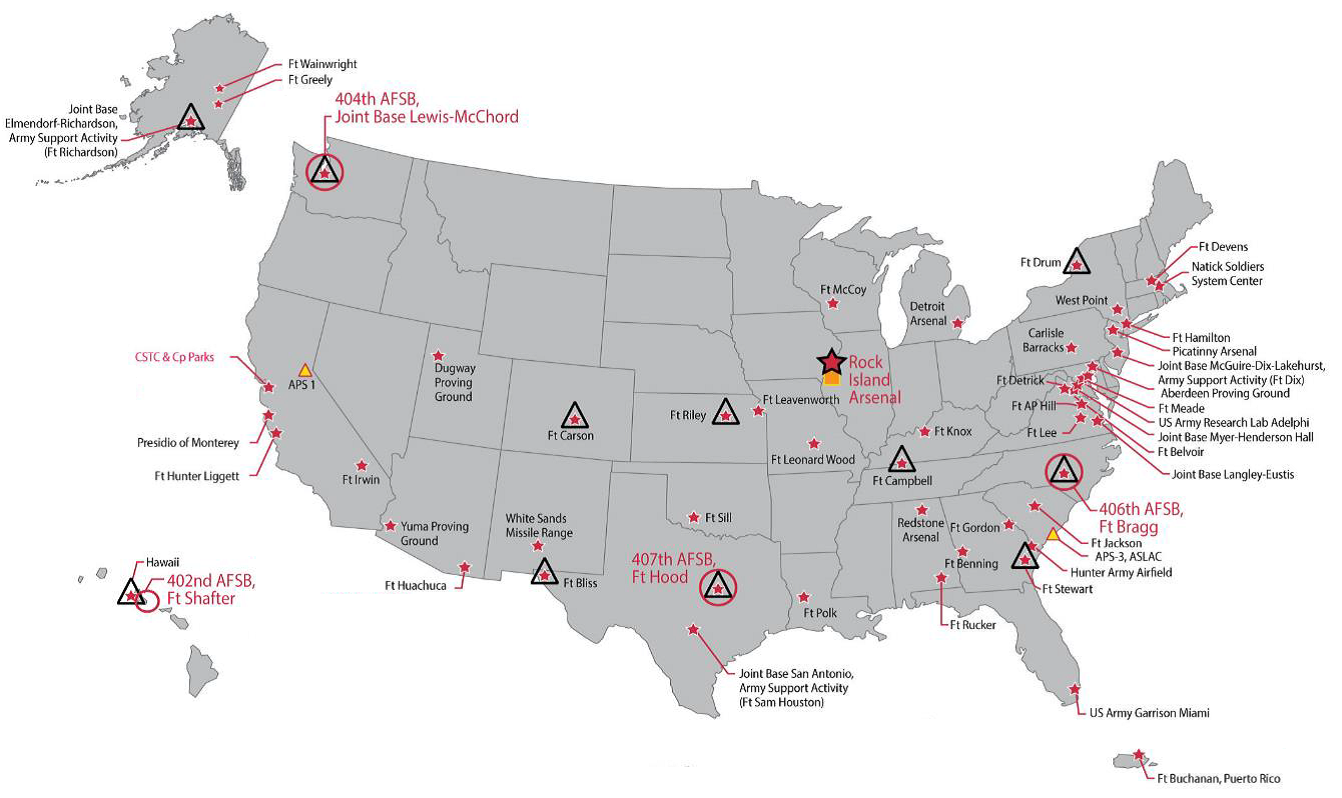 Ft Wainwright
Ft Greely
Joint Base
Elmendorf-Richardson,
Army Support Activity
(Ft Richardson)
404th AFSB,
Joint Base Lewis-McChord
Ft Devens
Natick Soldiers
System Center
Ft Drum
Ft McCoy
West Point
Detroit
Arsenal
Carlisle
Barracks
Ft Hamilton
Picatinny Arsenal
Joint Base McGuire-Dix-Lakehurst,
Army Support Activity (Ft Dix)
Aberdeen Proving Ground
Ft Meade
US Army Research Lab Adelphi
Joint Base Myer-Henderson Hall
Ft Belvoir
Joint Base Langley-Eustis
CSTC & Cp Parks
APS 1
Dugway
Proving
Ground
Rock
Island
Arsenal
Ft Detrick
Ft AP Hill
Ft Lee
Ft Leavenworth
Ft Riley
Ft Carson
Presidio of Monterey
Ft Hunter Liggett
Ft Irwin
Ft Knox
Ft Leonard Wood
Ft Campbell
406th AFSB,
Ft Bragg
Yuma Proving
Ground
White Sands
Missile Range
Ft Sill
Redstone
Arsenal
Ft Gordon
Ft Jackson
APS-3, ASLAC
Hunter Army Airfield
Ft Stewart
Ft Benning
Hawaii
402nd AFSB,
Ft Shafter
Ft Huachuca
Ft Bliss
407th AFSB,
Ft Hood
Ft Polk
Ft Rucker
Joint Base San Antonio,
Army Support Activity
(Ft Sam Houston)
US Army Garrison Miami
Ft Buchanan, Puerto Rico